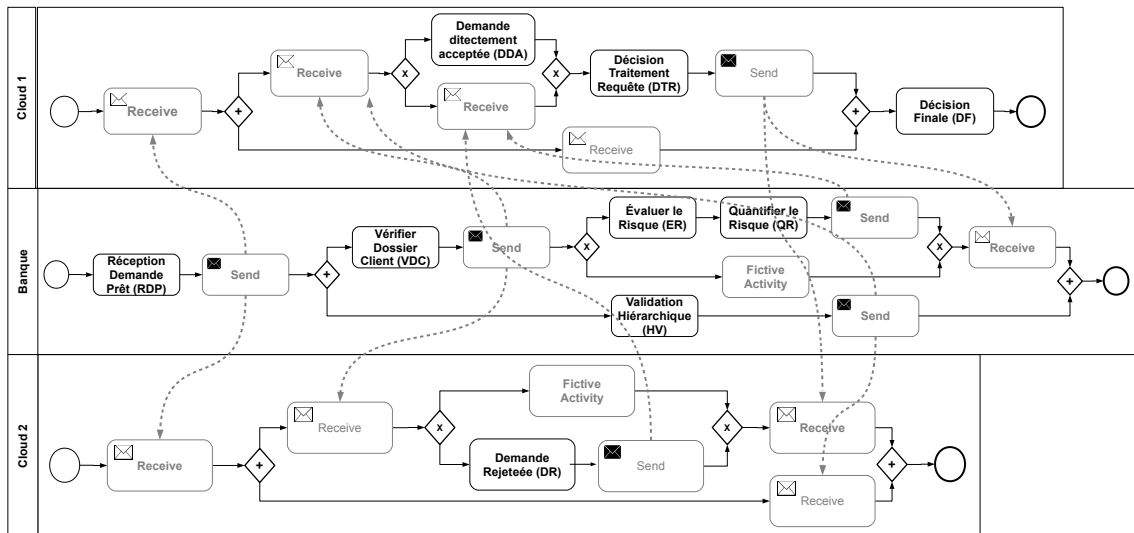 Cloud 1
Receive
Receive
Demande
ditectement
acceptée (DDA)
Receive
Décision
Traitement
Requête (DTR)
Send
Receive
Décision
Finale (DF)
x
x
+
+
Banque
Réception
Demande
Prêt (RDP)
Send
Vérifier
Dossier
Client (VDC)
Send
Évaluer le
Risque (ER)
Quantifier le
Risque (QR)
Send
Fictive
Activity
Receive
Validation
Hiérarchique
(HV)
Send
+
x
x
+
Cloud 2
Receive
Receive
Fictive
Activity
Demande
Rejeteée (DR)
Send
Receive
Receive
+
x
x
+